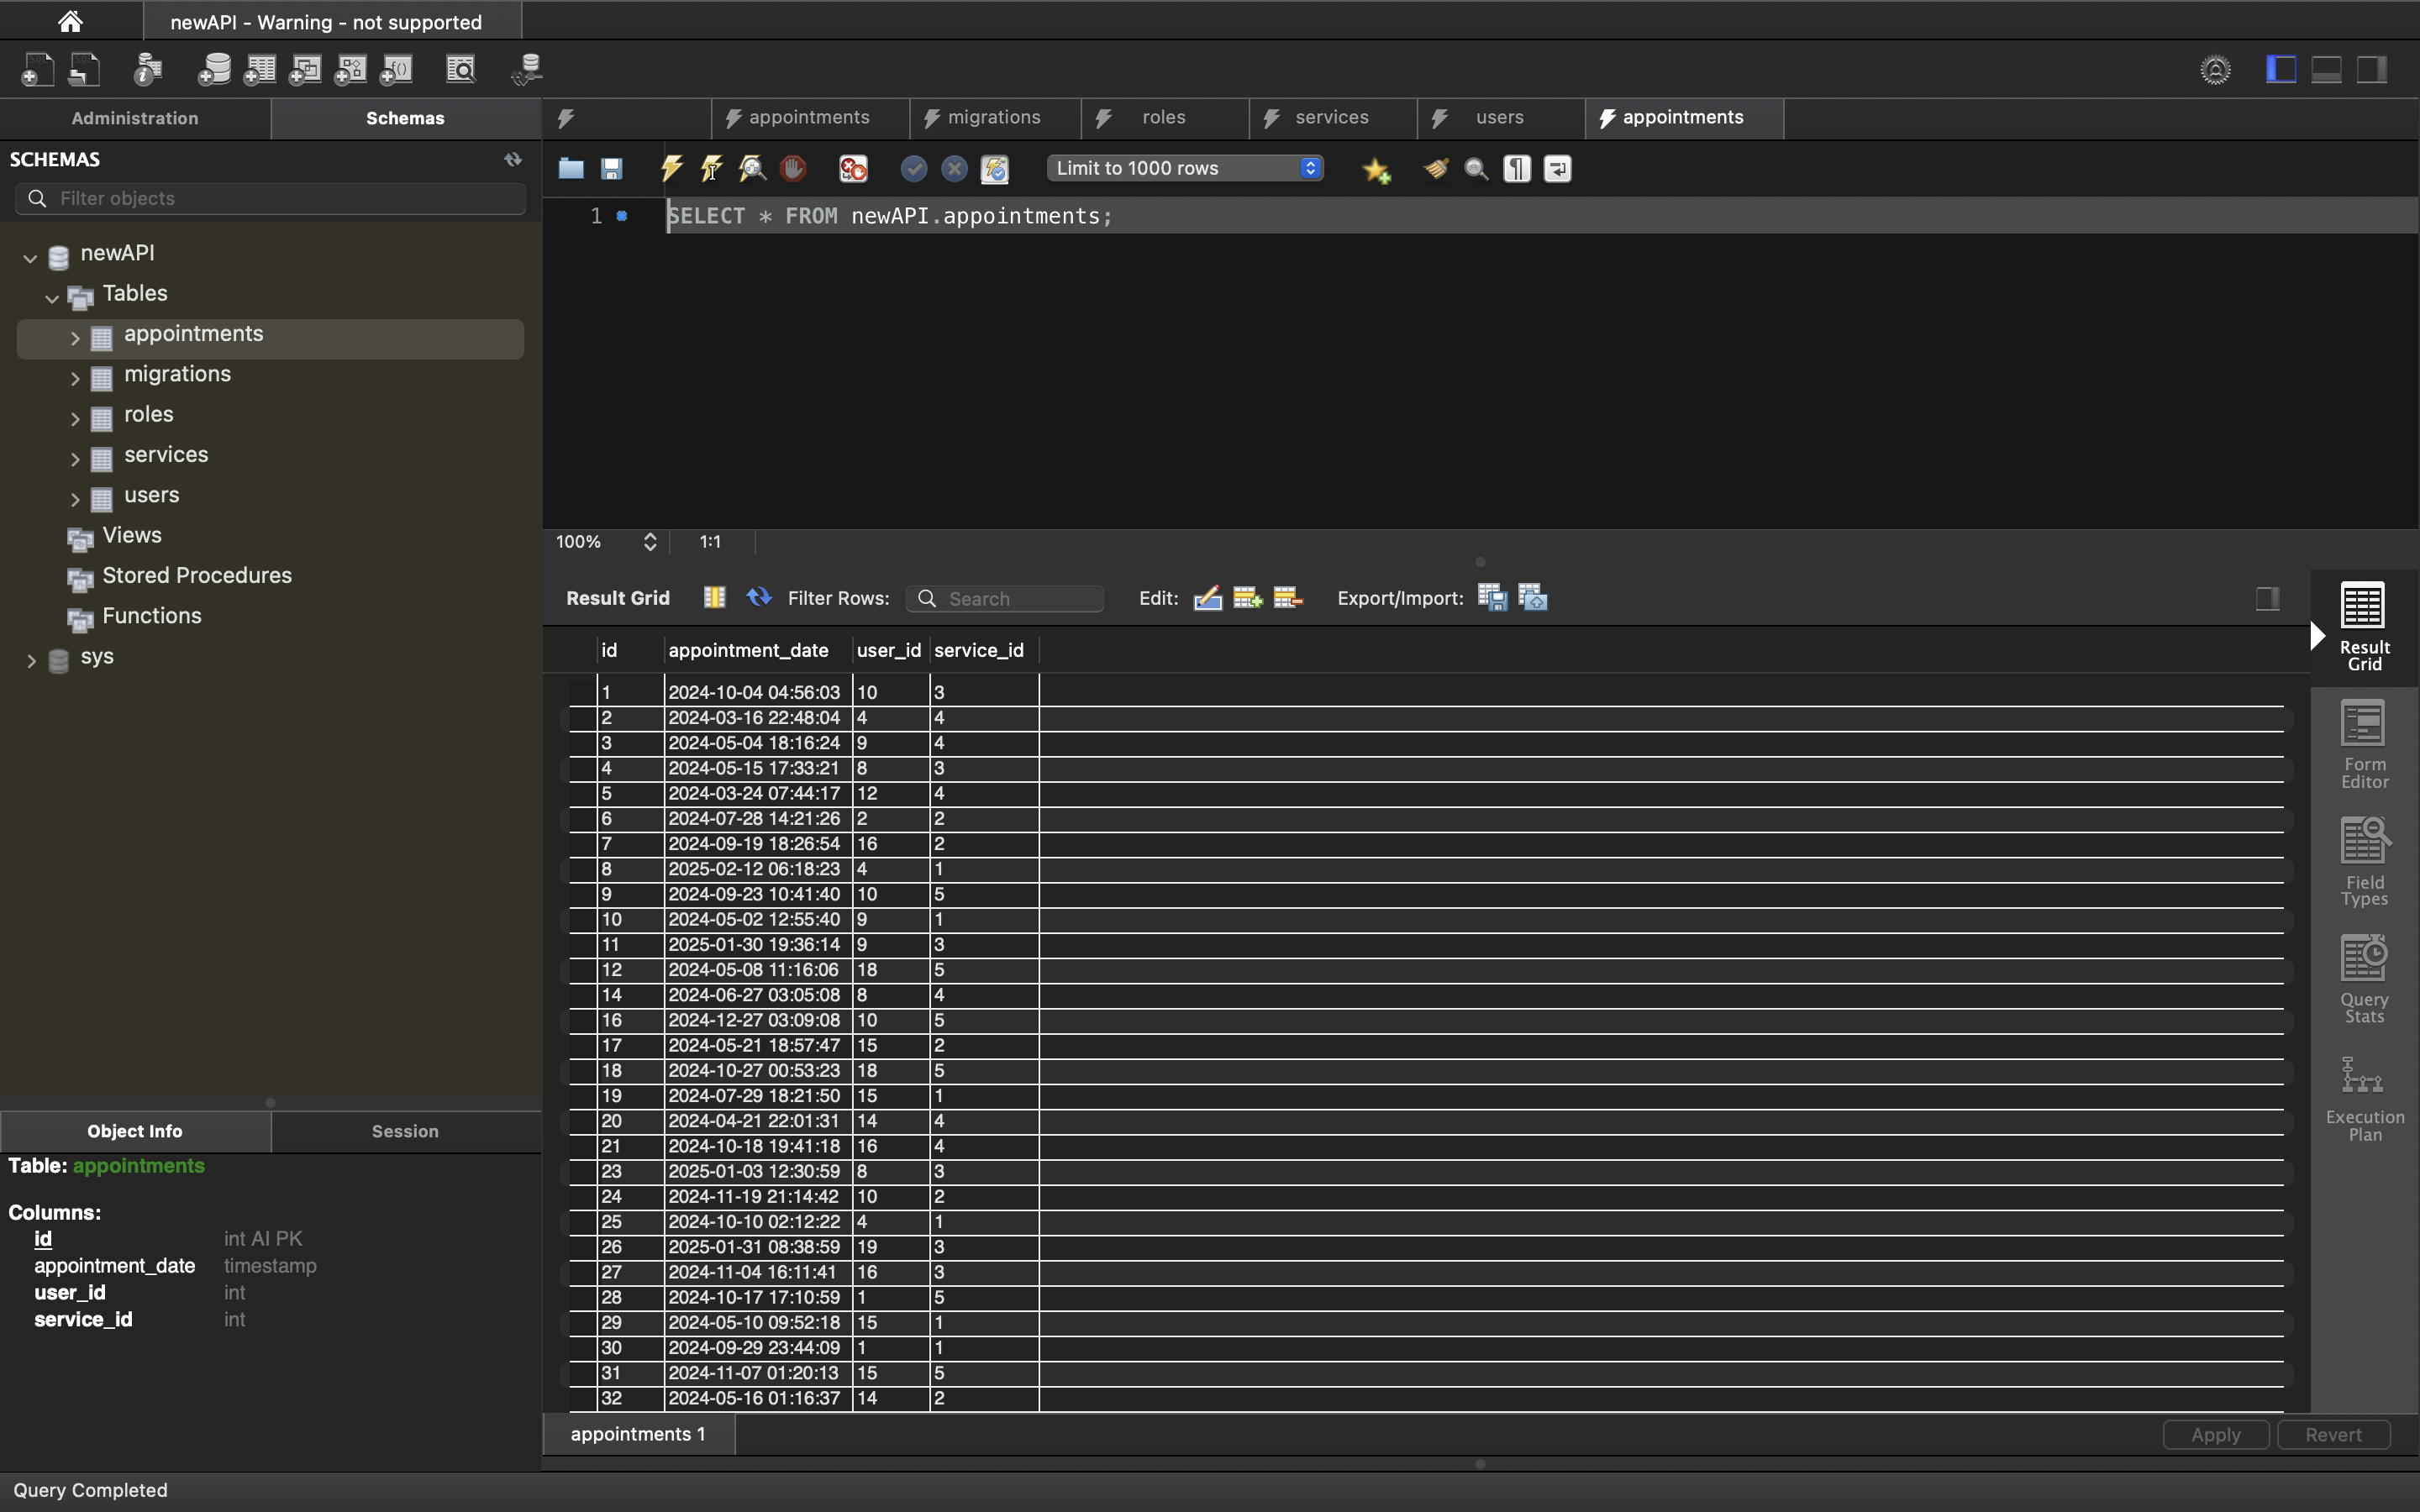 newAPI - Warning - not supported
Administration
Schemas
appointments
migrations
roles
services
users
appointments
SCHEMAS
Filter objects
newAPI
Tables
appointments
migrations
roles
services
users
Views
Stored Procedures
Functions
sys
Limit to 1000 rows
1 SELECT * FROM newAPI.appointments;
100% 1:1
Result Grid Filter Rows: Search Edit: Export/Import:
id appointment_date user_id service_id
1 2024-10-04 04:56:03 10 3
2 2024-03-16 22:48:04 4 4
3 2024-05-04 18:16:24 9 4
4 2024-05-15 17:33:21 8 3
5 2024-03-24 07:44:17 12 4
6 2024-07-28 14:21:26 2 2
7 2024-09-19 18:26:54 16 2
8 2025-02-12 06:18:23 4 1
9 2024-09-23 10:41:40 10 5
10 2024-05-02 12:55:40 9 1
11 2025-01-30 19:36:14 9 3
12 2024-05-08 11:16:06 18 5
14 2024-06-27 03:05:08 8 4
16 2024-12-27 03:09:08 10 5
17 2024-05-21 18:57:47 15 2
18 2024-10-27 00:53:23 18 5
19 2024-07-29 18:21:50 15 1
20 2024-04-21 22:01:31 14 4
21 2024-10-18 19:41:18 16 4
23 2025-01-03 12:30:59 8 3
24 2024-11-19 21:14:42 10 2
25 2024-10-10 02:12:22 4 1
26 2025-01-31 08:38:59 19 3
27 2024-11-04 16:11:41 16 3
28 2024-10-17 17:10:59 1 5
29 2024-05-10 09:52:18 15 1
30 2024-09-29 23:44:09 1 1
31 2024-11-07 01:20:13 15 5
32 2024-05-16 01:16:37 14 2
Result
Grid
Form
Editor
Field
Types
Query
Stats
Execution
Plan
Object Info
Session
Table: appointments
Columns:
id int AI PK
appointment_date timestamp
user_id int
service_id int
appointments 1
Apply
Revert
Query Completed